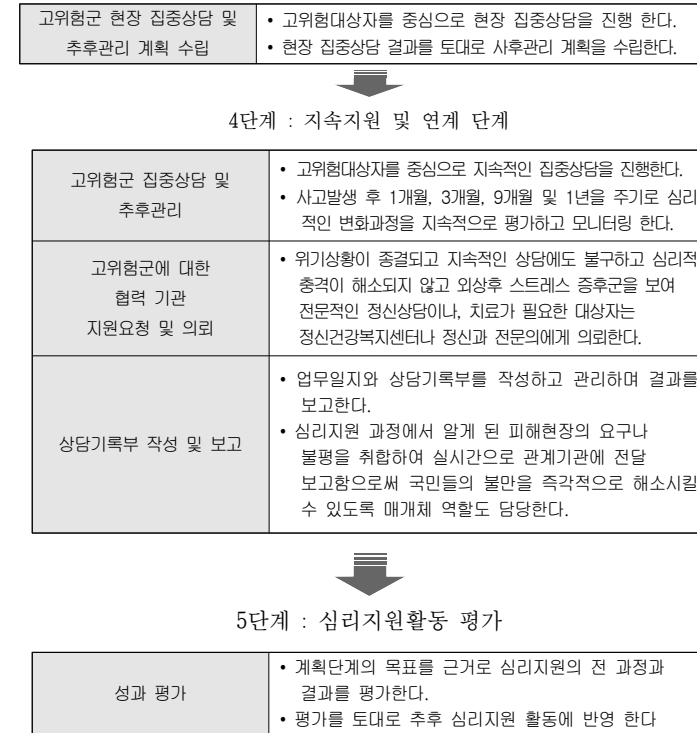 고위험군 현장 집중상담 및
추후관리 계획 수립
• 고위험대상자를 중심으로 현장 집중상담을 진행 한다.
• 현장 집중상담 결과를 토대로 사후관리 계획을 수립한다.
4단계 : 지속지원 및 연계 단계
고위험군 집중상담 및
추후관리
• 고위험대상자를 중심으로 지속적인 집중상담을 진행한다.
• 사고발생 후 1개월, 3개월, 9개월 및 1년을 주기로 심리
적인 변화과정을 지속적으로 평가하고 모니터링 한다.
고위험군에 대한
협력 기관
지원요청 및 의뢰
• 위기상황이 종결되고 지속적인 상담에도 불구하고 심리적
충격이 해소되지 않고 외상후 스트레스 증후군을 보여
전문적인 정신상담이나, 치료가 필요한 대상자는
정신건강복지센터나 정신과 전문의에게 의뢰한다.
상담기록부 작성 및 보고
• 업무일지와 상담기록부를 작성하고 관리하며 결과를
보고한다.
• 심리지원 과정에서 알게 된 피해현장의 요구나
불평을 취합하여 실시간으로 관계기관에 전달
보고함으로써 국민들의 불만을 즉각적으로 해소시킬
수 있도록 매개체 역할도 담당한다.
5단계 : 심리지원활동 평가
성과 평가
• 계획단계의 목표를 근거로 심리지원의 전 과정과
결과를 평가한다.
• 평가를 토대로 추후 심리지원 활동에 반영 한다